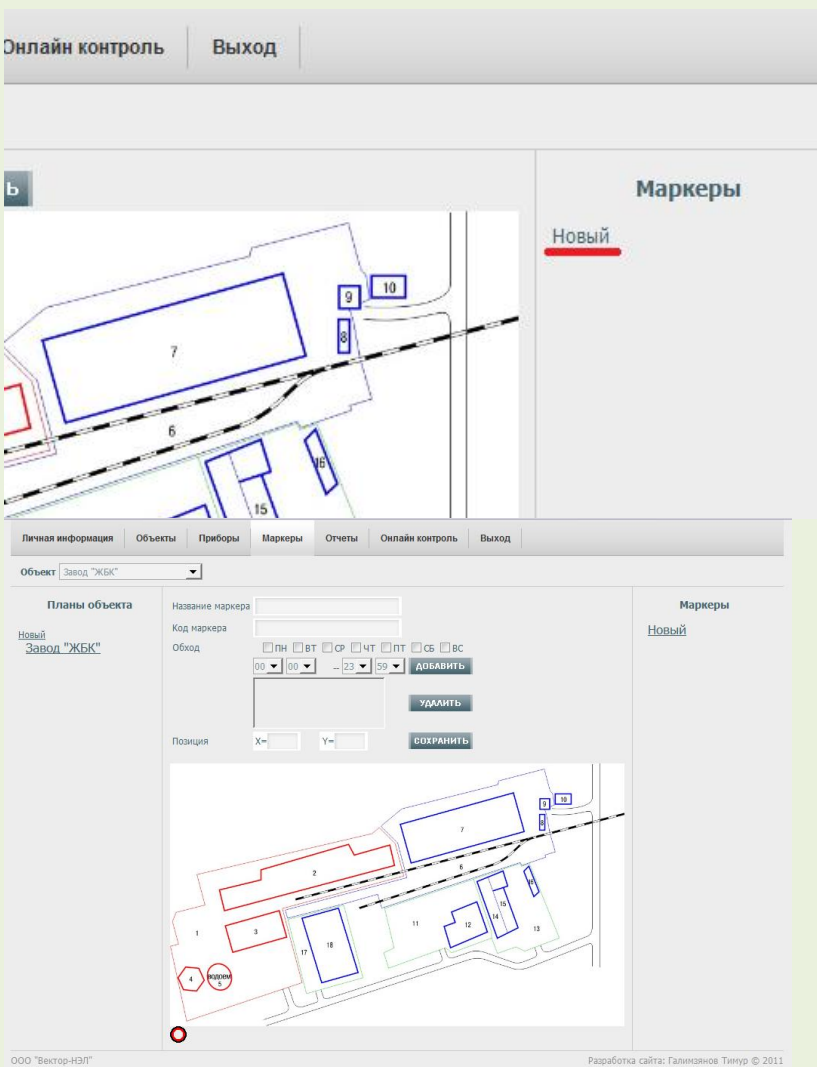 Онлайн контроль Выход
Ь
Маркеры
Новый
9 10
8
7
6
16
15
Личная информация Объекты Приборы Маркеры Отчеты Онлайн контроль Выход
Объект Завод "ЖБК"
Планы объекта
Новый
Завод "ЖБК"
Название маркера
Код маркера
Обход ПН ВТ СР ЧТ ПТ СБ ВС
00 00 – 23 59 ДОБАВИТЬ
УДАЛИТЬ
Позиция X= Y= СОХРАНИТЬ
Маркеры
Новый
9 10
8
7
6
2
16
15
14
13
12
11
1
3
18
17
4
ВОДОЕМ
5
ООО "Вектор-НЭЛ" Разработка сайта: Галимзянов Тимур © 2011